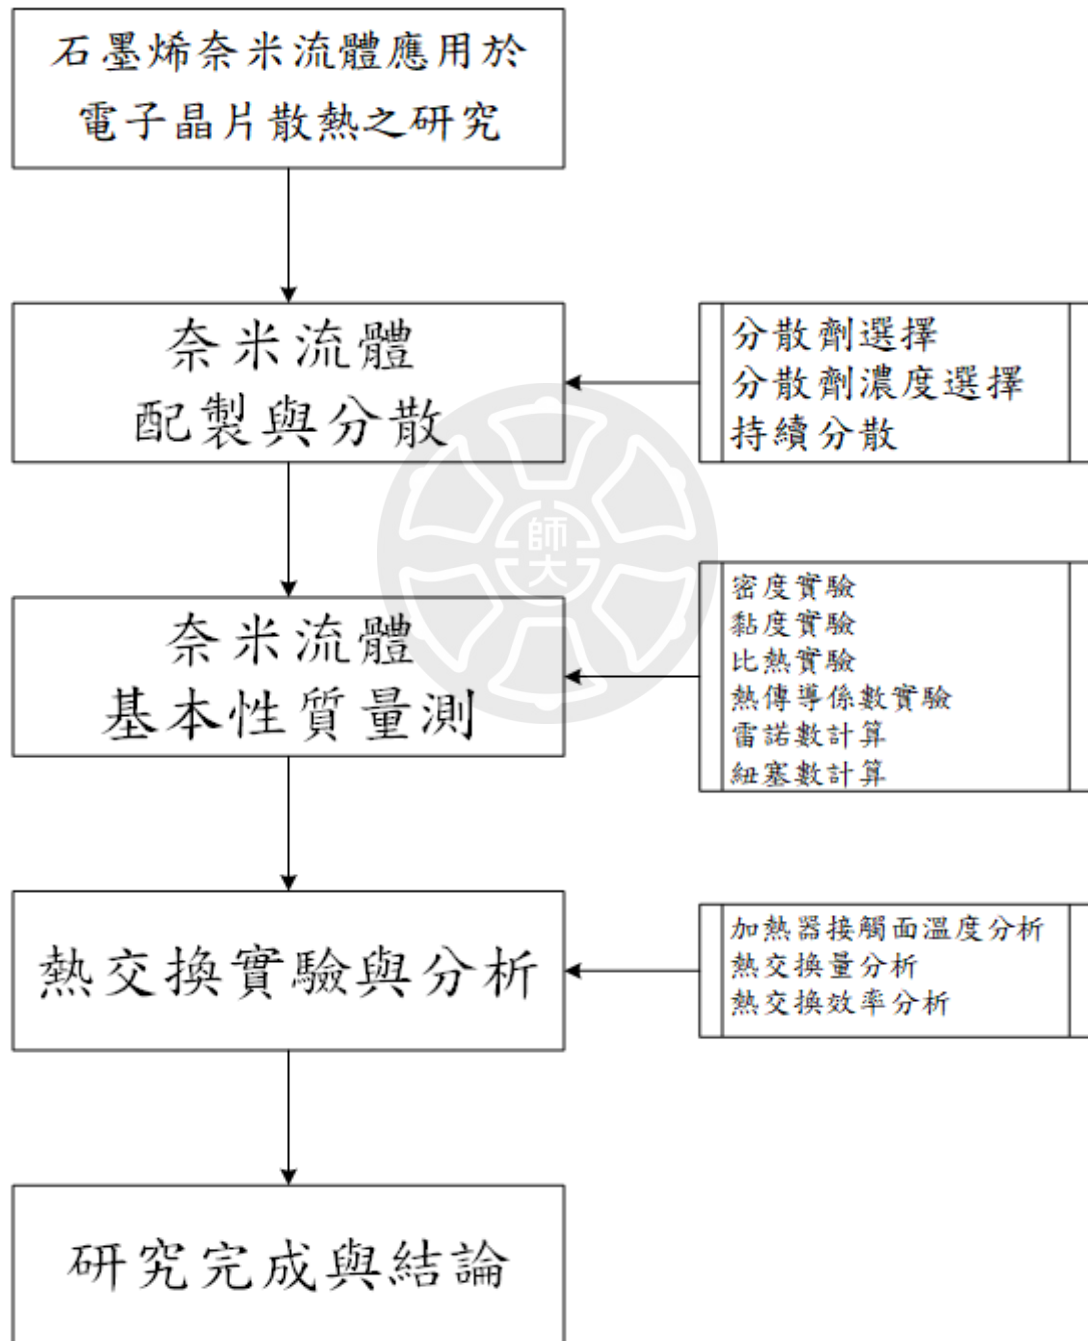 石墨烯奈米流體應用於
電子晶片散熱之研究
奈米流體
配製與分散
分散劑選擇
分散劑濃度選擇
持續分散
師大
奈米流體
基本性質量測
密度實驗
黏度實驗
比熱實驗
熱傳導係數實驗
雷諾數計算
紐塞數計算
熱交換實驗與分析
加熱器接觸面溫度分析
熱交換量分析
熱交換效率分析
研究完成與結論